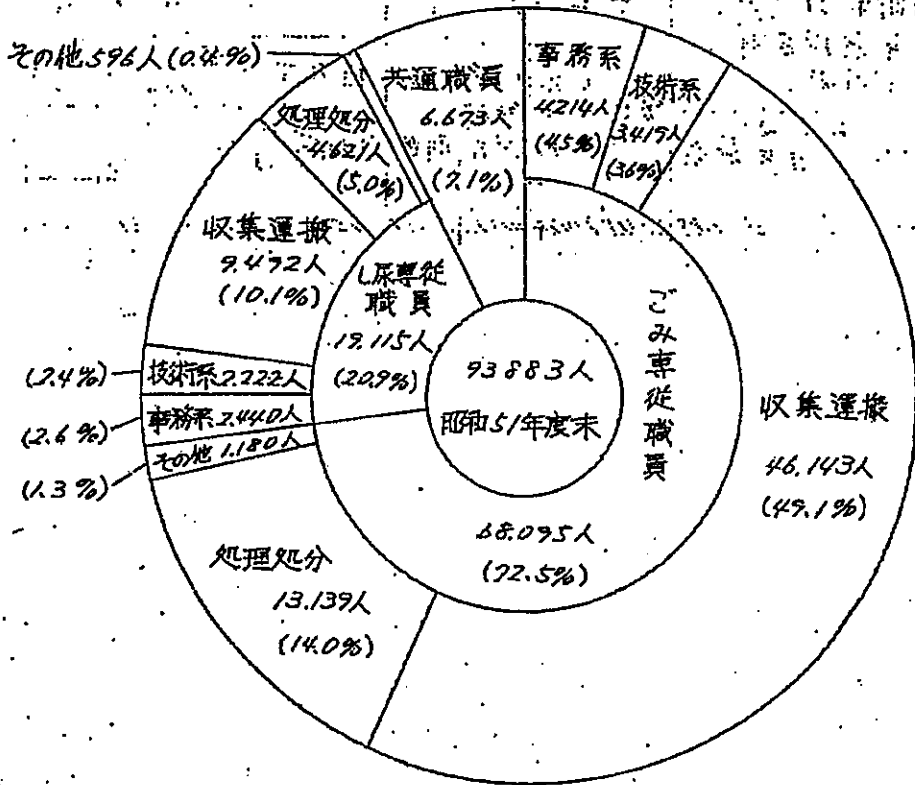 その他 596人(0.4%)
共通職員
6.673人
(7.1%)
事務系
4.214人
(4.5%)
技術系
3.419人
(3.6%)
処理処分
4.621人
(5.0%)
収集運搬
9.492人
(10.1%)
し尿専従
職員
19.115人
(20.9%)
ごみ専従職員
93883人
昭和51年度末
収集運搬
46.143人
(49.1%)
(2.4%)
技術系 2.222人
(2.6%)
事務系 2.440人
その他 1.180人
(1.3%)
68.095人
(72.5%)
処理処分
13.139人
(14.0%)